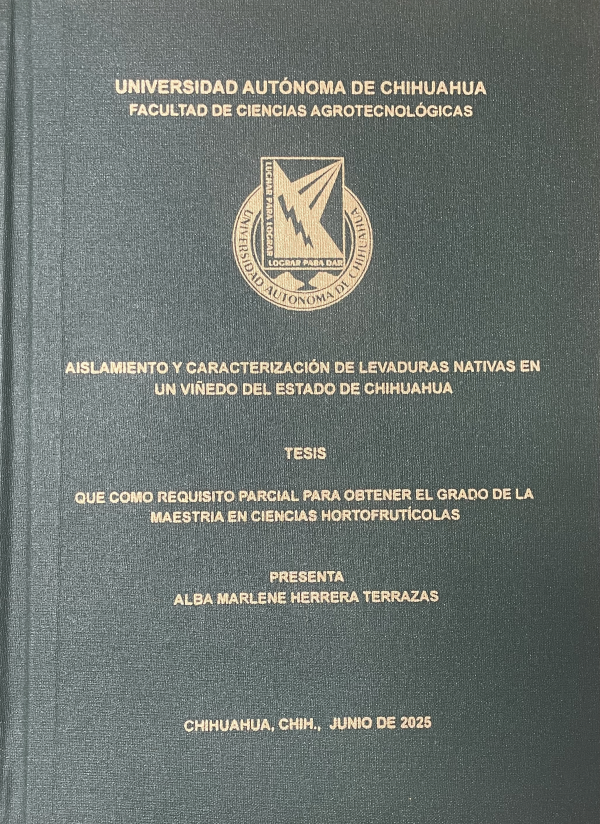 UNIVERSIDAD AUTÓNOMA DE CHIHUAHUA
FACULTAD DE CIENCIAS AGROTECNOLÓGICAS
LUCHAR PARA LOGRAR
LOGRAR PARA DAR
UNIVERSIDAD AUTONOMA DE CHIHUAHUA
AISLAMIENTO Y CARACTERIZACIÓN DE LEVADURAS NATIVAS EN
UN VIÑEDO DEL ESTADO DE CHIHUAHUA
TESIS
QUE COMO REQUISITO PARCIAL PARA OBTENER EL GRADO DE LA
MAESTRIA EN CIENCIAS HORTOFRUTÍCOLAS
PRESENTA
ALBA MARLENE HERRERA TERRAZAS
CHIHUAHUA, CHIH., JUNIO DE 2025